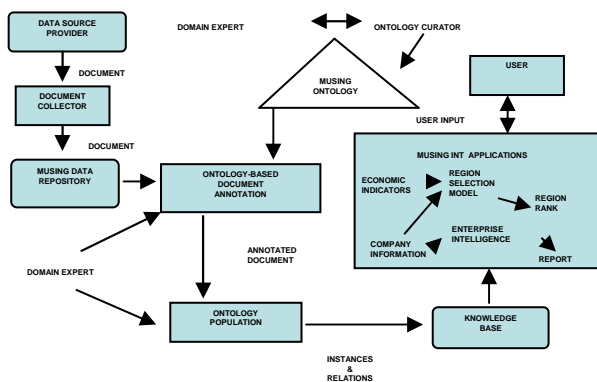 DATA SOURCE
PROVIDER
DOCUMENT
DOCUMENT
COLLECTOR
DOCUMENT
MUSING DATA
REPOSITORY
DOMAIN EXPERT
ONTOLOGY CURATOR
MUSING
ONTOLOGY
ONTOLOGY-BASED
DOCUMENT
ANNOTATION
USER
USER INPUT
MUSING INT APPLICATIONS
ECONOMIC
INDICATORS
REGION
SELECTION
MODEL
REGION
RANK
COMPANY
INFORMATION
ENTERPRISE
INTELLIGENCE
REPORT
ANNOTATED
DOCUMENT
DOMAIN EXPERT
ONTOLOGY
POPULATION
INSTANCES
&
RELATIONS
KNOWLEDGE
BASE